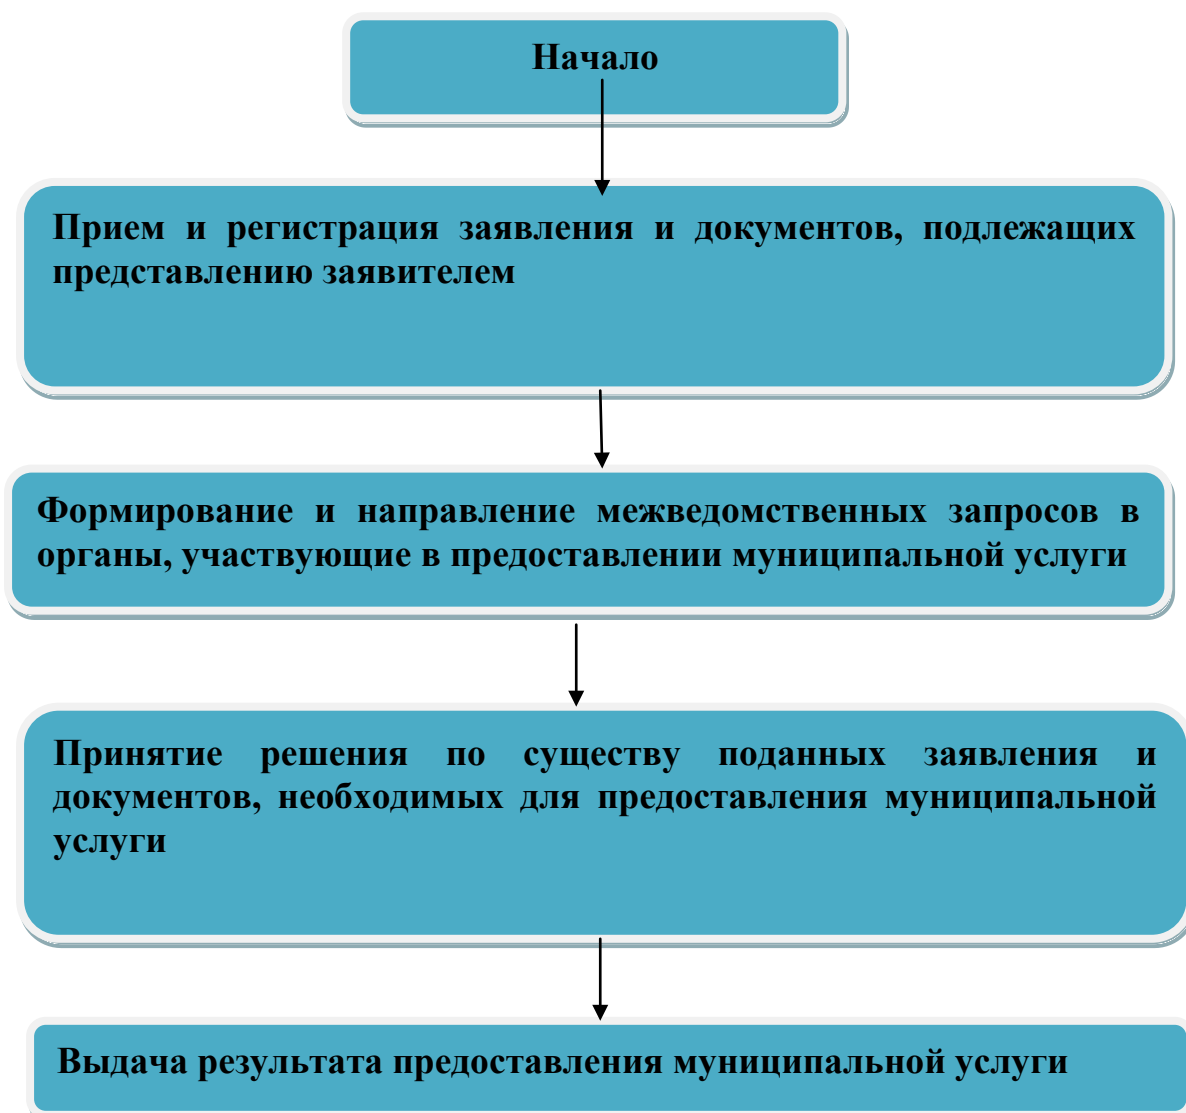 Начало
Прием и регистрация заявления и документов, подлежащих
представлению заявителем
Формирование и направление межведомственных запросов в
органы, участвующие в предоставлении муниципальной услуги
Принятие решения по существу поданных заявления и
документов, необходимых для предоставления муниципальной
услуги
Выдача результата предоставления муниципальной услуги